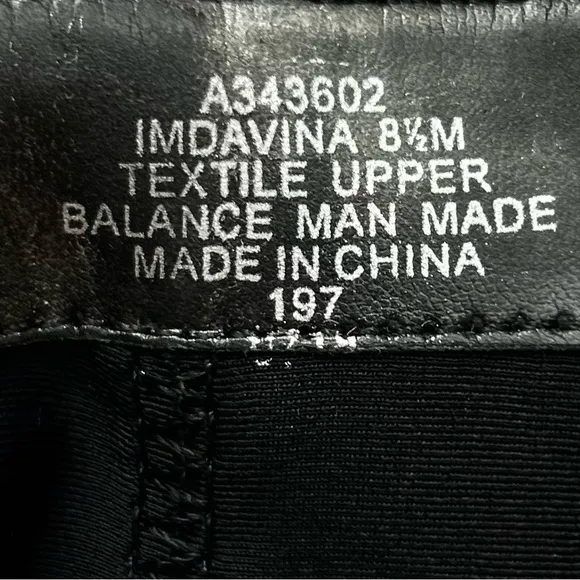 A343602
IMDAVINA 8½M
TEXTILE UPPER
BALANCE MAN MADE
MADE IN CHINA
197